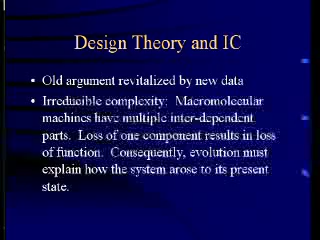 Design Theory and IC
• Old argument revitalized by new data
• Irreducible complexity: Macromolecular
machines have multiple inter-dependent
parts. Loss of one component results in loss
of function. Consequently, evolution must
explain how the system arose to its present
state.